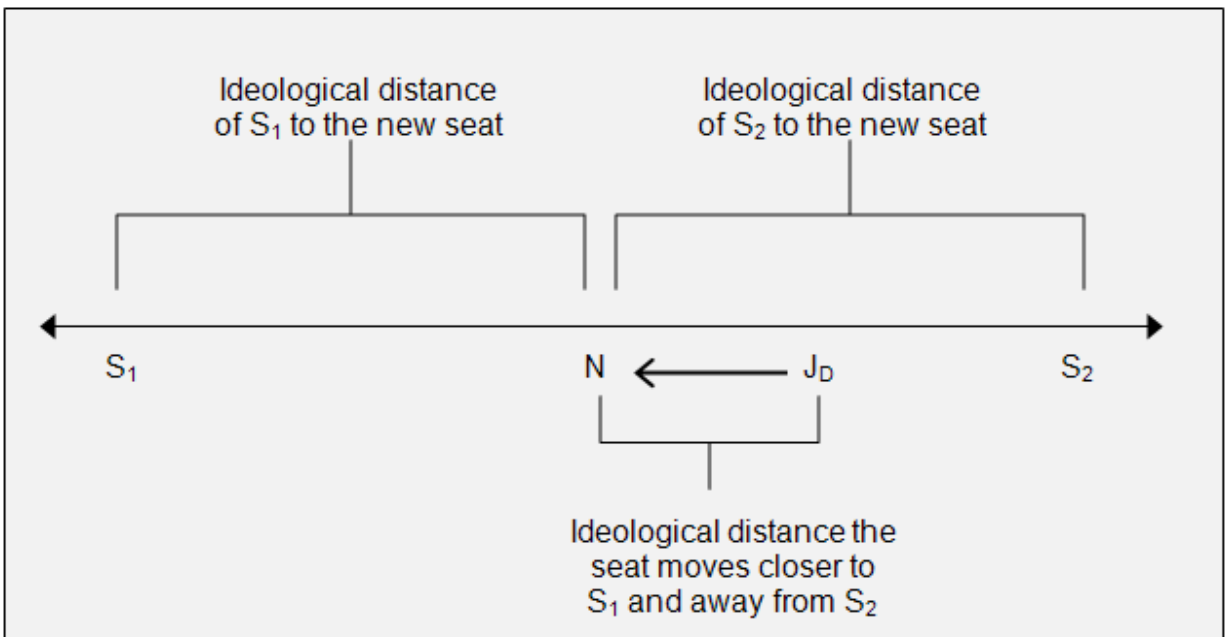 Ideological distance
of S₁ to the new seat
Ideological distance
of S₂ to the new seat
S₁ N J_D S₂
Ideological distance the
seat moves closer to
S₁ and away from S₂